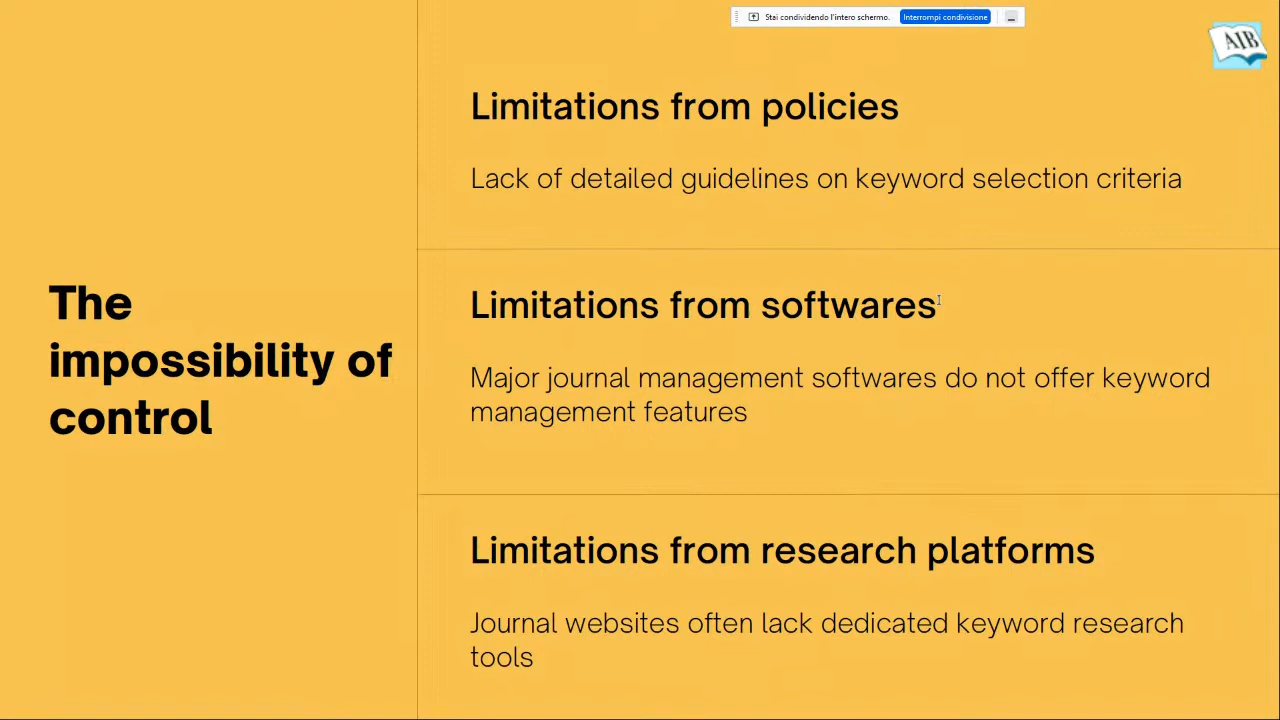 Stai condividendo l'intero schermo. Interrompi condivisione
AIB
Limitations from policies
Lack of detailed guidelines on keyword selection criteria
The
impossibility of
control
Limitations from softwares
Major journal management softwares do not offer keyword
management features
Limitations from research platforms
Journal websites often lack dedicated keyword research
tools